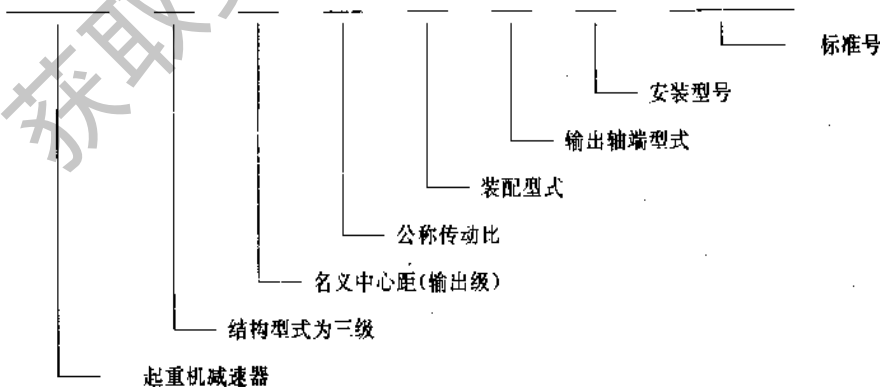 标准号
安装型号
输出轴端型式
装配型式
公称传动比
名义中心距(输出级)
结构型式为三级
起重机减速器
获取